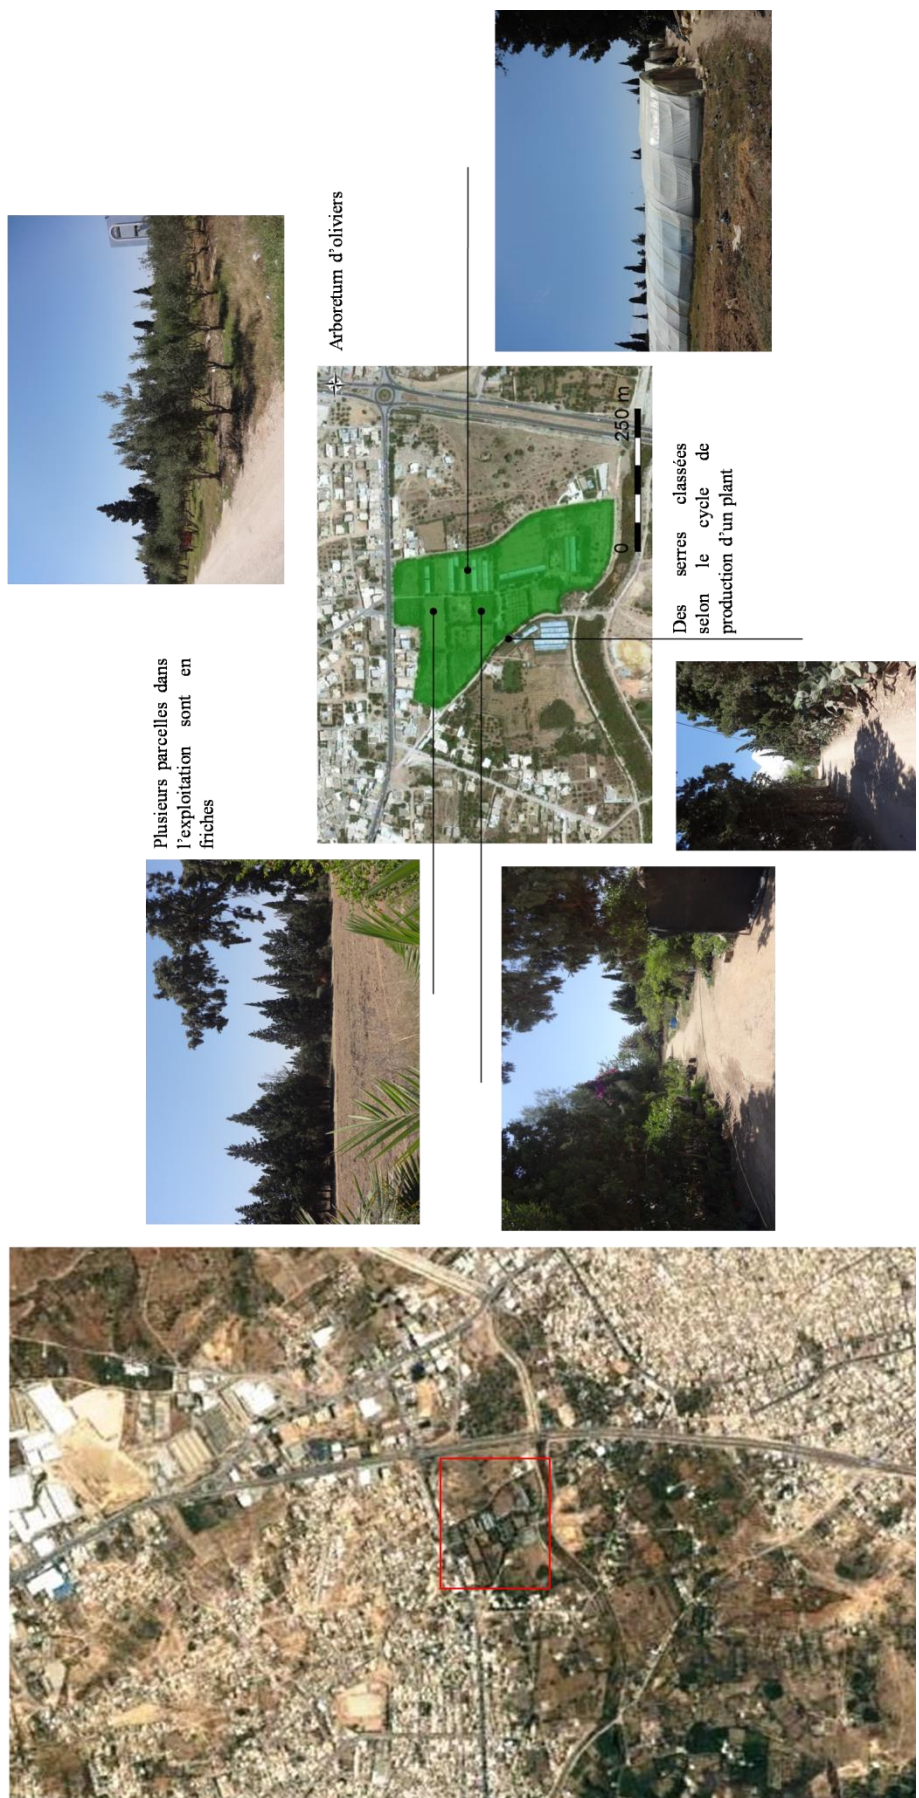 Plusieurs parcelles dans
l'exploitation sont en
friches
Arboretum d'oliviers
0
250 m
Des serres classées
selon le cycle de
production d'un plant